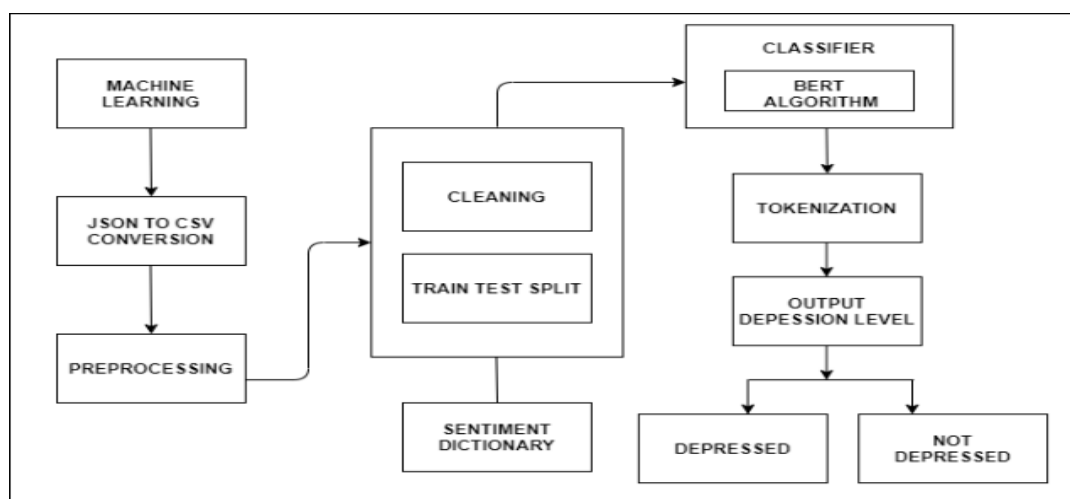 MACHINE
LEARNING
JSON TO CSV
CONVERSION
PREPROCESSING
CLEANING
TRAIN TEST SPLIT
SENTIMENT
DICTIONARY
CLASSIFIER
BERT
ALGORITHM
TOKENIZATION
OUTPUT
DEPESSION LEVEL
DEPRESSED
NOT
DEPRESSED